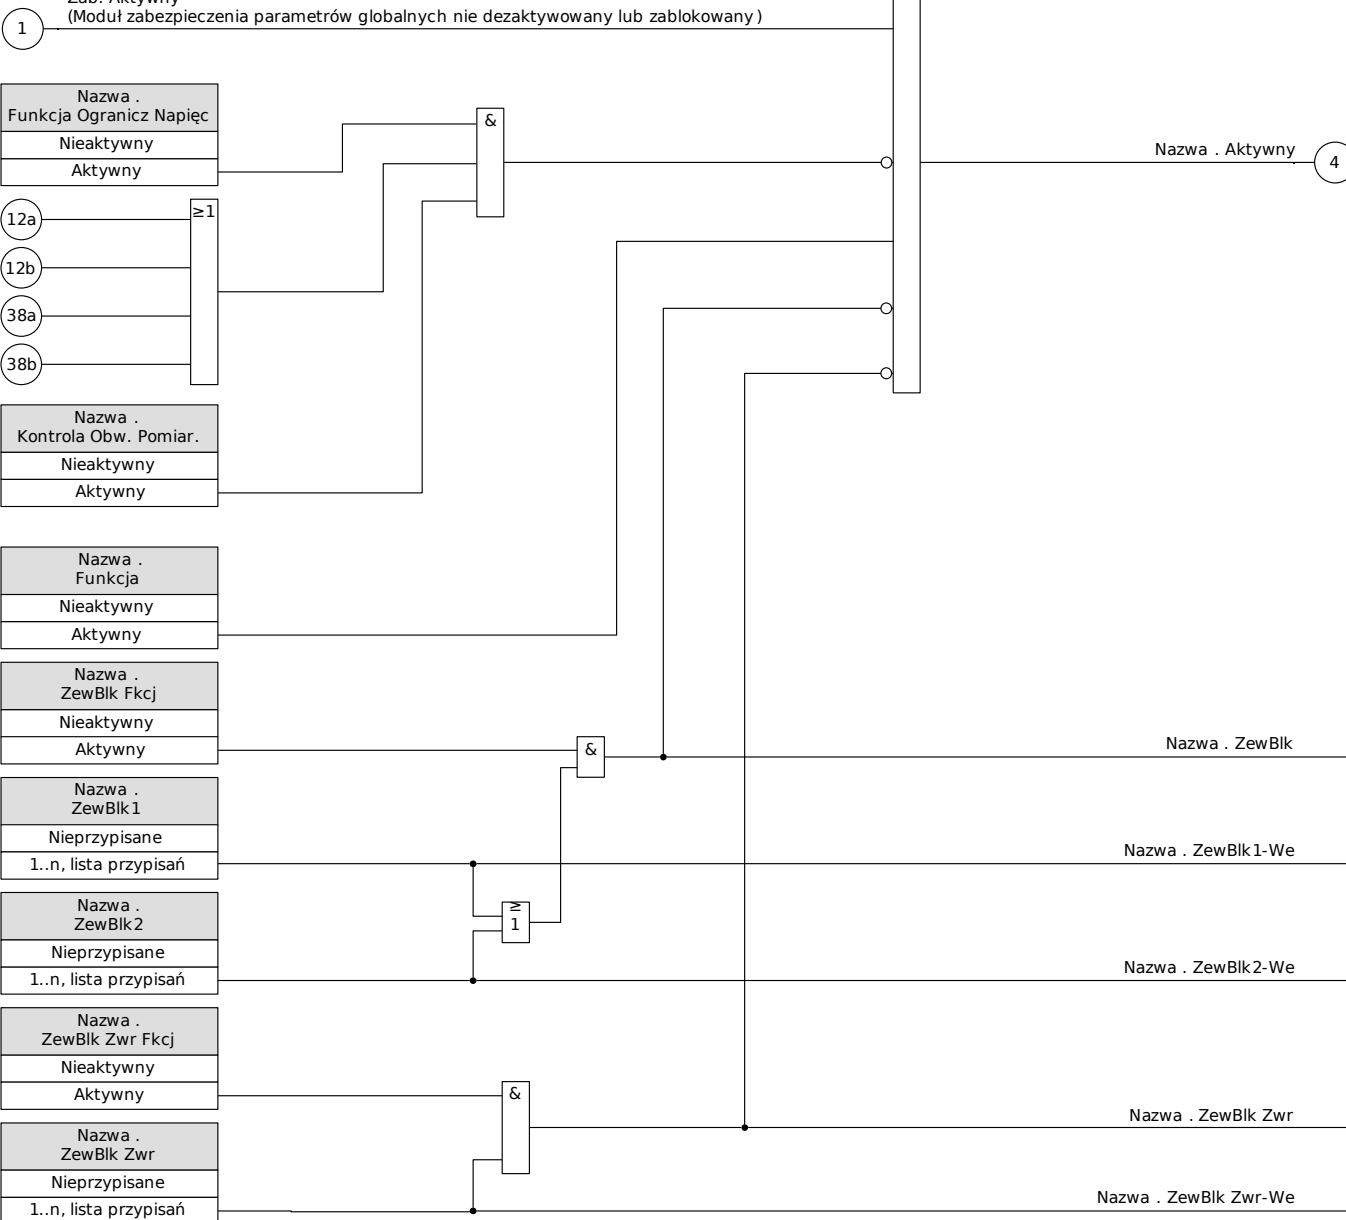 Zab. Aktywny
(Moduł zabezpieczenia parametrów globalnych nie dezaktywowany lub zablokowany)
1
Nazwa .
Funkcja Ogranicz Napięc
Nieaktywny
Aktywny
&
Nazwa . Aktywny
4
12a
≥1
12b
38a
38b
Nazwa .
Kontrola Obw. Pomiar.
Nieaktywny
Aktywny
Nazwa .
Funkcja
Nieaktywny
Aktywny
Nazwa .
ZewBlk Fkcj
Nieaktywny
Aktywny
&
Nazwa . ZewBlk
Nazwa .
ZewBlk1
Nieprzypisane
1..n, lista przypisań
Nazwa . ZewBlk1-We
Nazwa .
ZewBlk2
Nieprzypisane
1..n, lista przypisań
≥
1
Nazwa . ZewBlk2-We
Nazwa .
ZewBlk Zwr Fkcj
Nieaktywny
Aktywny
&
Nazwa . ZewBlk Zwr
Nazwa .
ZewBlk Zwr
Nieprzypisane
1..n, lista przypisań
Nazwa . ZewBlk Zwr-We